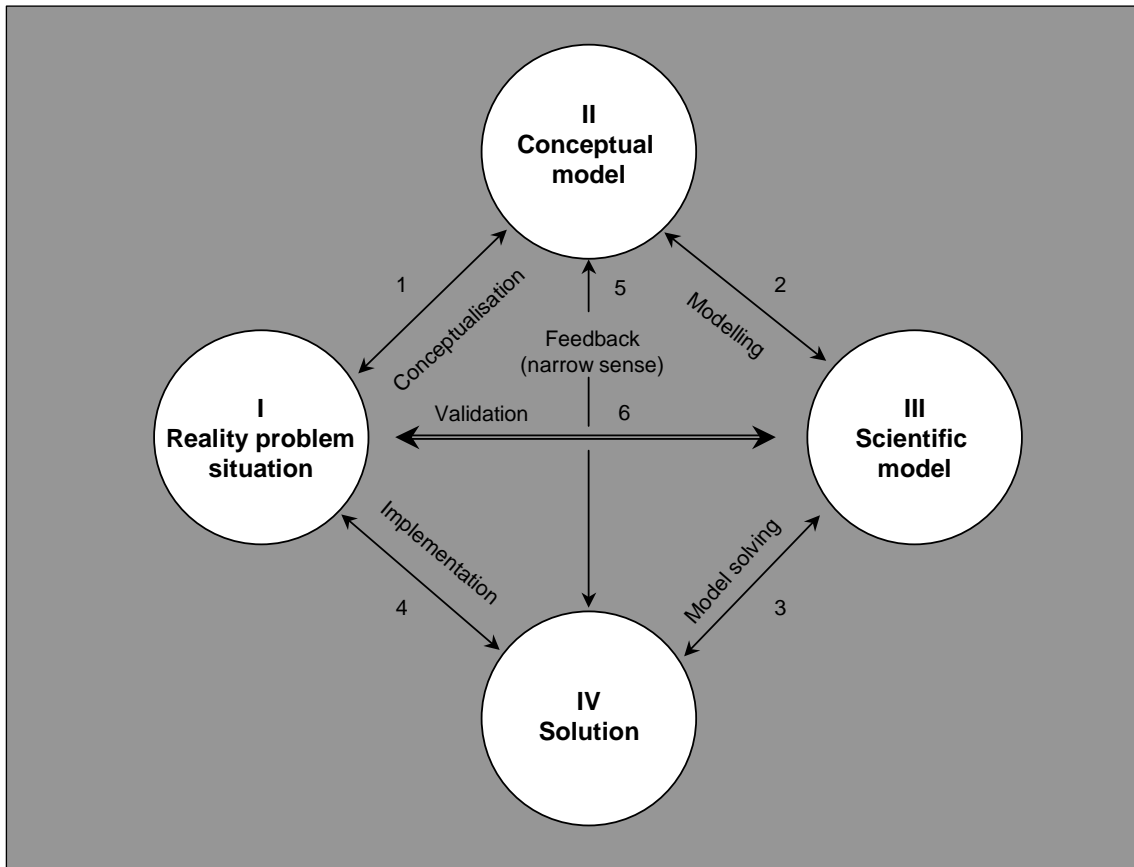 II
Conceptual
model
1
Conceptualisation
5
2
Modelling
Feedback
(narrow sense)
I
Reality problem
situation
Validation
6
III
Scientific
model
Implementation
4
Model solving
3
IV
Solution